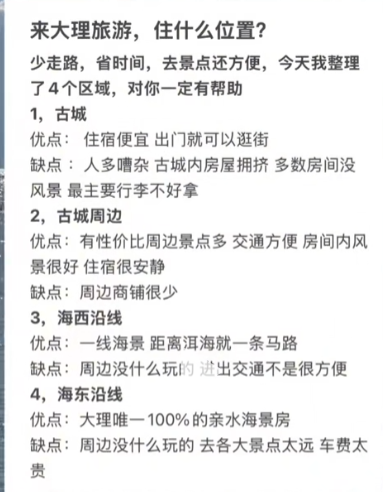 来大理旅游，住什么位置?
少走路，省时间，去景点还方便，今天我整理
了4个区域，对你一定有帮助
1，古城
优点： 住宿便宜 出门就可以逛街
缺点 ：人多嘈杂 古城内房屋拥挤 多数房间没
风景 最主要行李不好拿
2，古城周边
优点：有性价比周边景点多 交通方便 房间内风
景很好 住宿很安静
缺点：周边商铺很少
3，海西沿线
优点：一线海景 距离洱海就一条马路
缺点：周边没什么玩的 进出交通不是很方便
4，海东沿线
优点：大理唯一100%的亲水海景房
缺点：周边没什么玩的 去各大景点太远 车费太
贵